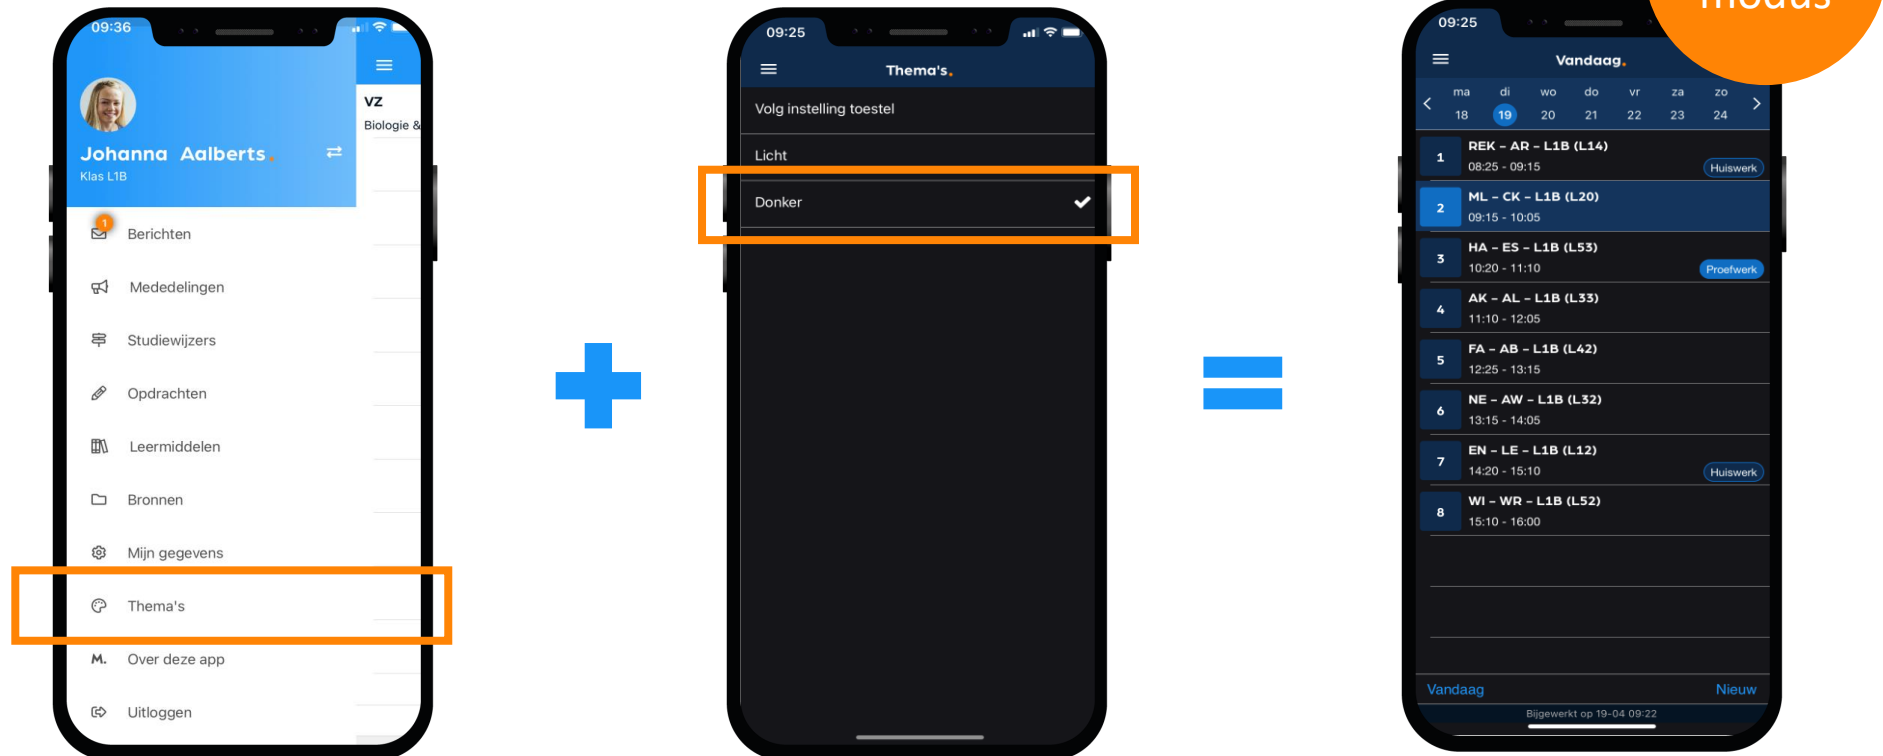 09:36
VZ
Biologie &
Johanna Aalberts.
Klas L1B
1
Berichten
Mededelingen
Studiewijzers
Opdrachten
Leermiddelen
Bronnen
Mijn gegevens
Thema's
M. Over deze app
Uitloggen
09:25
Thema's.
Volg instelling toestel
Licht
Donker
modus
09:25
Vandaag.
ma di wo do vr za zo
18 19 20 21 22 23 24
1 REK - AR - L1B (L14)
08:25 - 09:15
Huiswerk
2 ML - CK - L1B (L20)
09:15 - 10:05
3 HA - ES - L1B (L53)
10:20 - 11:10
Proefwerk
4 AK - AL - L1B (L33)
11:10 - 12:05
5 FA - AB - L1B (L42)
12:25 - 13:15
6 NE - AW - L1B (L32)
13:15 - 14:05
7 EN - LE - L1B (L12)
14:20 - 15:10
Huiswerk
8 WI - WR - L1B (L52)
15:10 - 16:00
Vandaag Nieuw
Bijgewerkt op 19-04 09:22